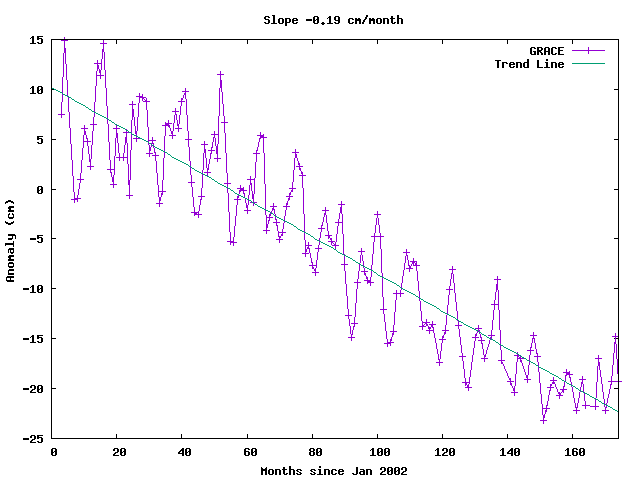 Slope -0.19 cm/month
GRACE
Trend Line
15
10
5
0
-5
-10
-15
-20
-25
Anomaly (cm)
0 20 40 60 80 100 120 140 160
Months since Jan 2002